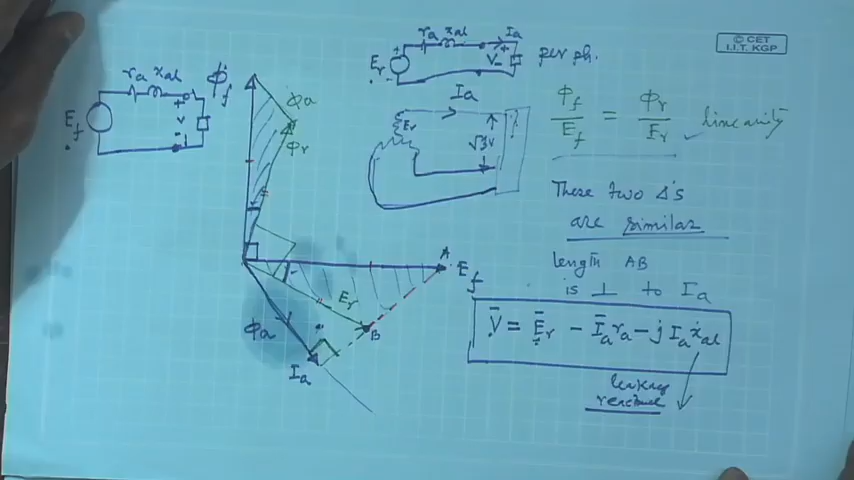 © CET
I.I.T. KGP
ra xal Ia
Er + V - per ph.
ra xal
Ef + V -
Φf
Φa
Φr
Ia
Er √3V
Φf/Ef = Φr/Er linearity
These two Δ's
are similar
length AB
is ⊥ to Ia
A Ef
Er
B
Φa
Ia
V̄ = Ēr - Īa ra - j Ia xal
leakage
reactance